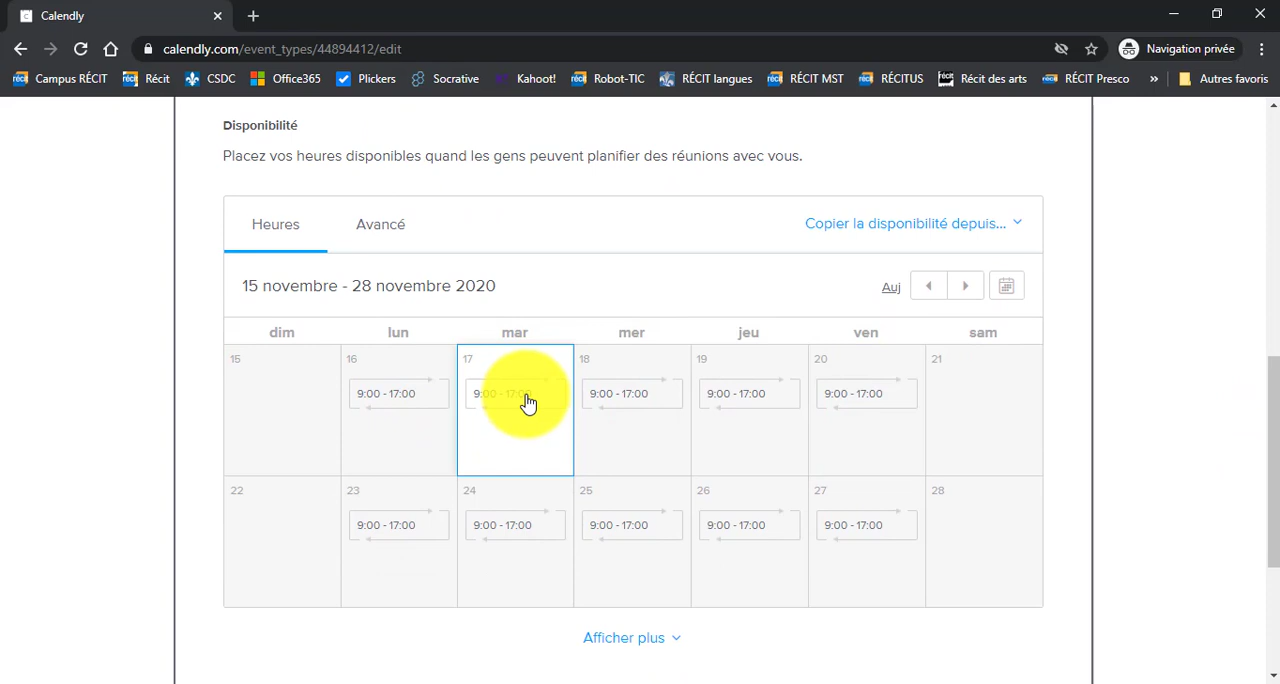 Calendly
calendly.com/event_types/44894412/edit
Navigation privée
Campus RÉCIT Récit CSDC Office365 Plickers Socrative Kahoot! Robot-TIC RÉCIT langues RÉCIT MST RÉCITUS Récit des arts RÉCIT Presco » Autres favoris
Disponibilité
Placez vos heures disponibles quand les gens peuvent planifier des réunions avec vous.
Heures Avancé Copier la disponibilité depuis...
15 novembre - 28 novembre 2020 Auj
dim lun mar mer jeu ven sam
15 16 17 18 19 20 21
9:00 - 17:00 9:00 - 17:00 9:00 - 17:00 9:00 - 17:00 9:00 - 17:00
22 23 24 25 26 27 28
9:00 - 17:00 9:00 - 17:00 9:00 - 17:00 9:00 - 17:00 9:00 - 17:00
Afficher plus